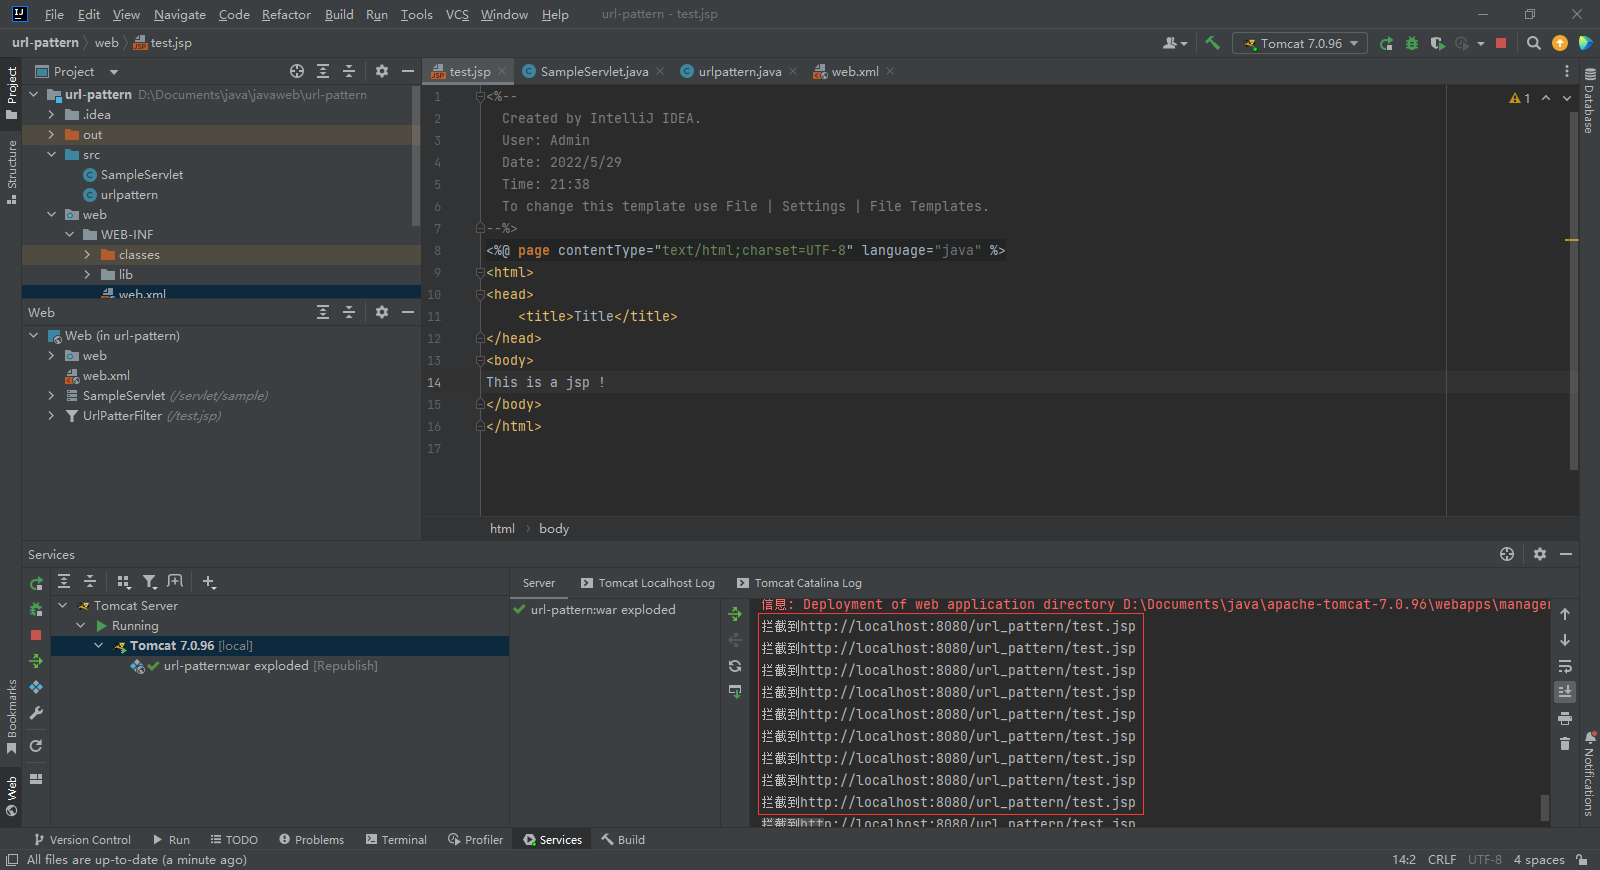 File Edit View Navigate Code Refactor Build Run Tools VCS Window Help url-pattern - test.jsp
url-pattern web test.jsp
Tomcat 7.0.96
Project
Project
test.jsp SampleServlet.java urlpattern.java web.xml
Database
url-pattern D:\Documents\java\javaweb\url-pattern
.idea
out
src
SampleServlet
urlpattern
web
WEB-INF
classes
lib
web.xml
Structure
1 <%--
2 Created by IntelliJ IDEA.
3 User: Admin
4 Date: 2022/5/29
5 Time: 21:38
6 To change this template use File | Settings | File Templates.
7 --%>
8 <%@ page contentType="text/html;charset=UTF-8" language="java" %>
9 <html>
10 <head>
11 <title>Title</title>
12 </head>
13 <body>
14 This is a jsp !
15 </body>
16 </html>
17
1
Web
Web (in url-pattern)
web
web.xml
SampleServlet (/servlet/sample)
UrlPatterFilter (/test.jsp)
html body
Services
Server Tomcat Localhost Log Tomcat Catalina Log
Tomcat Server
Running
Tomcat 7.0.96 [local]
url-pattern:war exploded [Republish]
url-pattern:war exploded
信息: Deployment of web application directory D:\Documents\java\apache-tomcat-7.0.96\webapps\manager
拦截到http://localhost:8080/url_pattern/test.jsp
拦截到http://localhost:8080/url_pattern/test.jsp
拦截到http://localhost:8080/url_pattern/test.jsp
拦截到http://localhost:8080/url_pattern/test.jsp
拦截到http://localhost:8080/url_pattern/test.jsp
拦截到http://localhost:8080/url_pattern/test.jsp
拦截到http://localhost:8080/url_pattern/test.jsp
拦截到http://localhost:8080/url_pattern/test.jsp
拦截到http://localhost:8080/url_pattern/test.jsp
拦截到http://localhost:8080/url_pattern/test.jsp
Bookmarks
Web
Notifications
Version Control Run TODO Problems Terminal Profiler Services Build
All files are up-to-date (a minute ago) 14:2 CRLF UTF-8 4 spaces